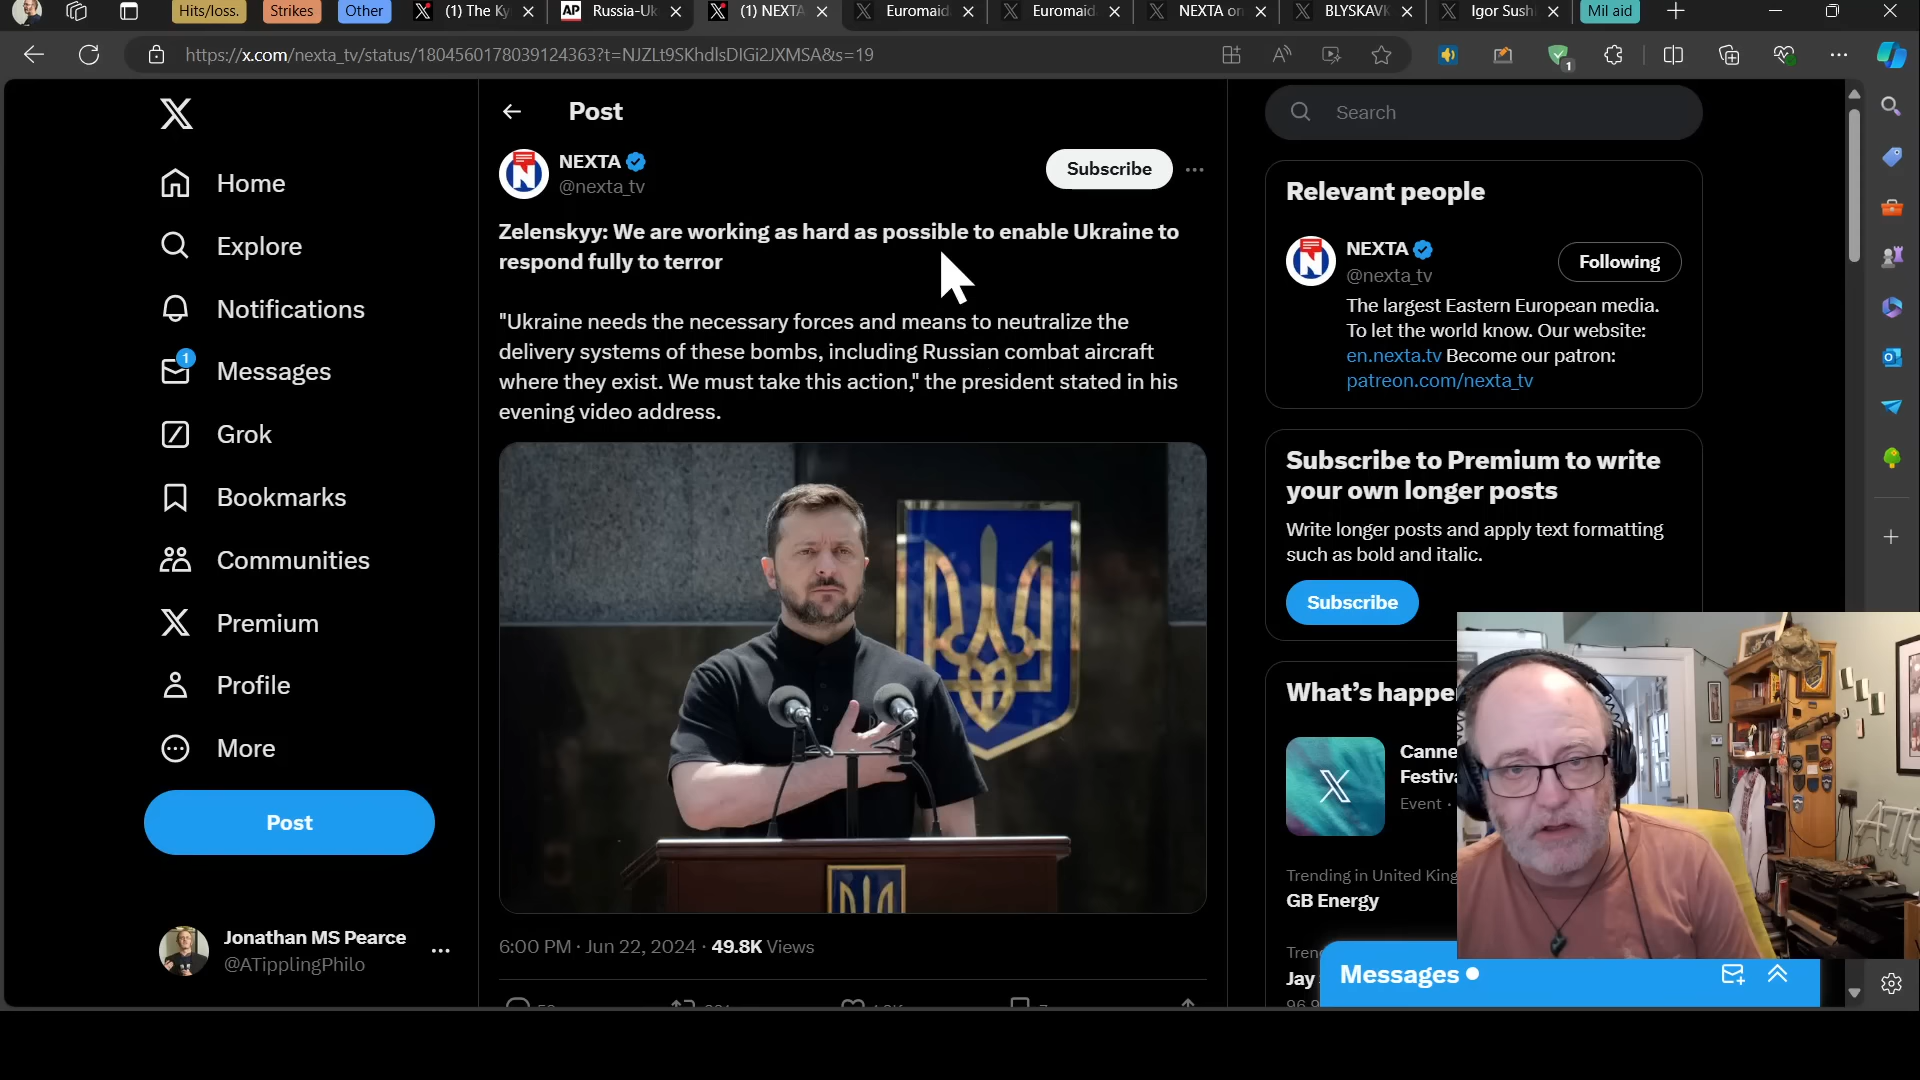 Hits/loss. Strikes Other (1) The Ky Russia-Uk (1) NEXTA Euromaid Euromaid NEXTA on BLYSKAVK Igor Sushl Mil aid
https://x.com/nexta_tv/status/1804560178039124363?t=NJZLt9SKhdlsDIGi2JXMSA&s=19
Home
Explore
Notifications
1
Messages
Grok
Bookmarks
Communities
Premium
Profile
More
Post
Jonathan MS Pearce
@ATipplingPhilo
Post
NEXTA
@nexta_tv
Subscribe
Zelenskyy: We are working as hard as possible to enable Ukraine to
respond fully to terror
"Ukraine needs the necessary forces and means to neutralize the
delivery systems of these bombs, including Russian combat aircraft
where they exist. We must take this action," the president stated in his
evening video address.
6:00 PM · Jun 22, 2024 · 49.8K Views
Search
Relevant people
NEXTA
@nexta_tv
Following
The largest Eastern European media.
To let the world know. Our website:
en.nexta.tv Become our patron:
patreon.com/nexta_tv
Subscribe to Premium to write
your own longer posts
Write longer posts and apply text formatting
such as bold and italic.
Subscribe
What's happe
Canne
Festiva
Event ·
Trending in United King
GB Energy
Tren
Jay
Messages